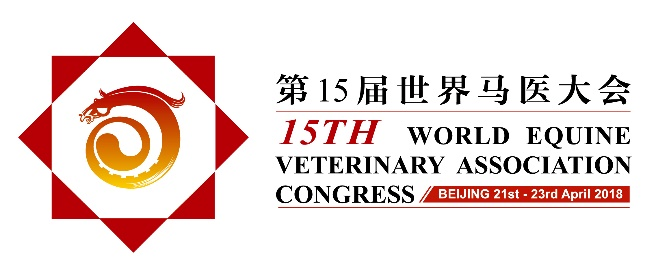 第15届世界马医大会
15TH WORLD EQUINE
VETERINARY ASSOCIATION
CONGRESS BEIJING 21st - 23rd April 2018